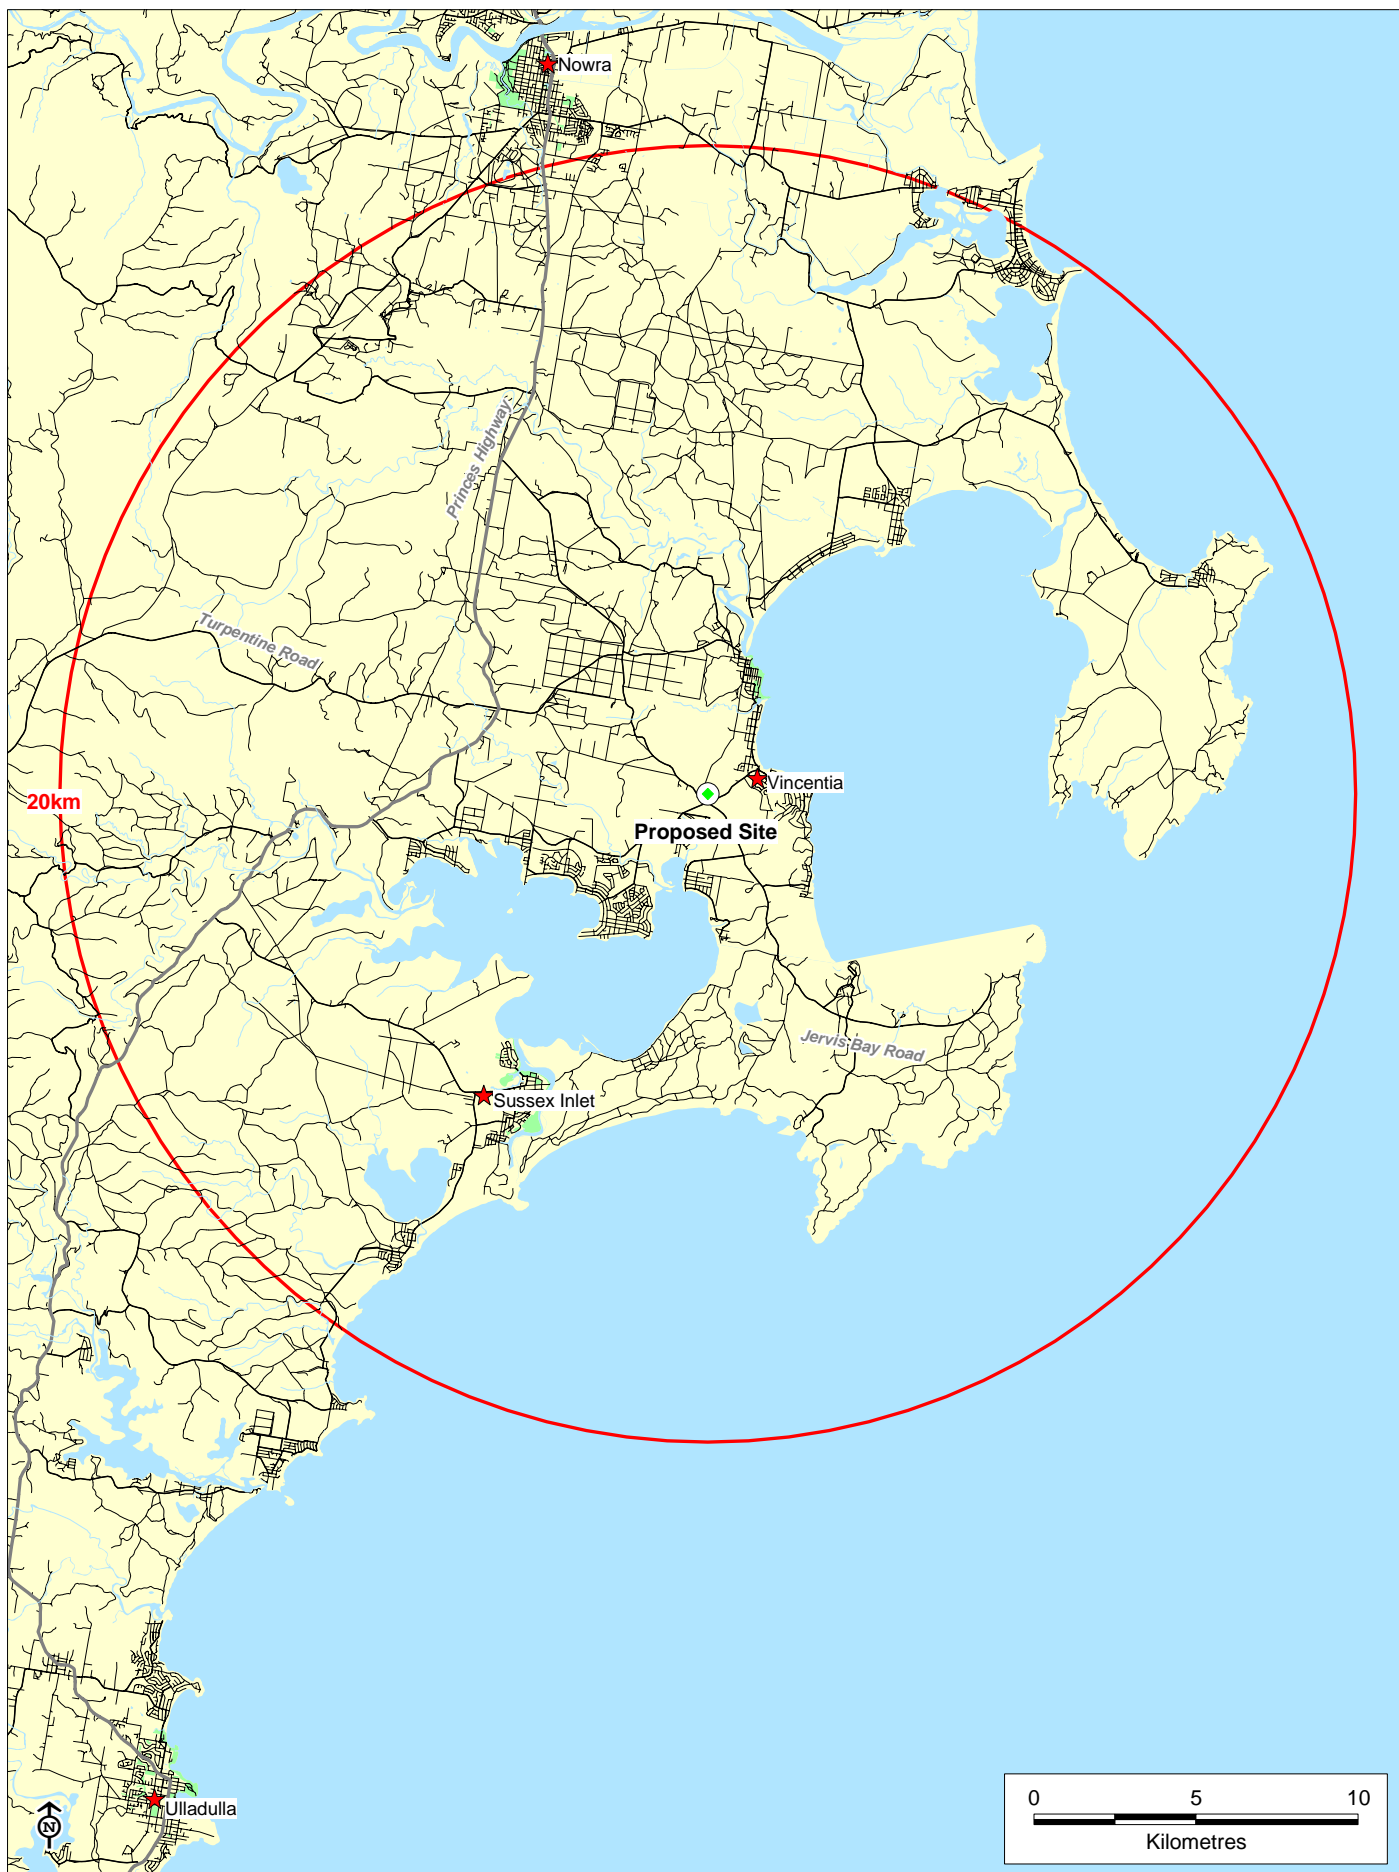 Nowra
Princes Highway
Turpentine Road
Vincentia
20km
Proposed Site
Jervis Bay Road
Sussex Inlet
0 5 10
Kilometres
Ulladulla
N